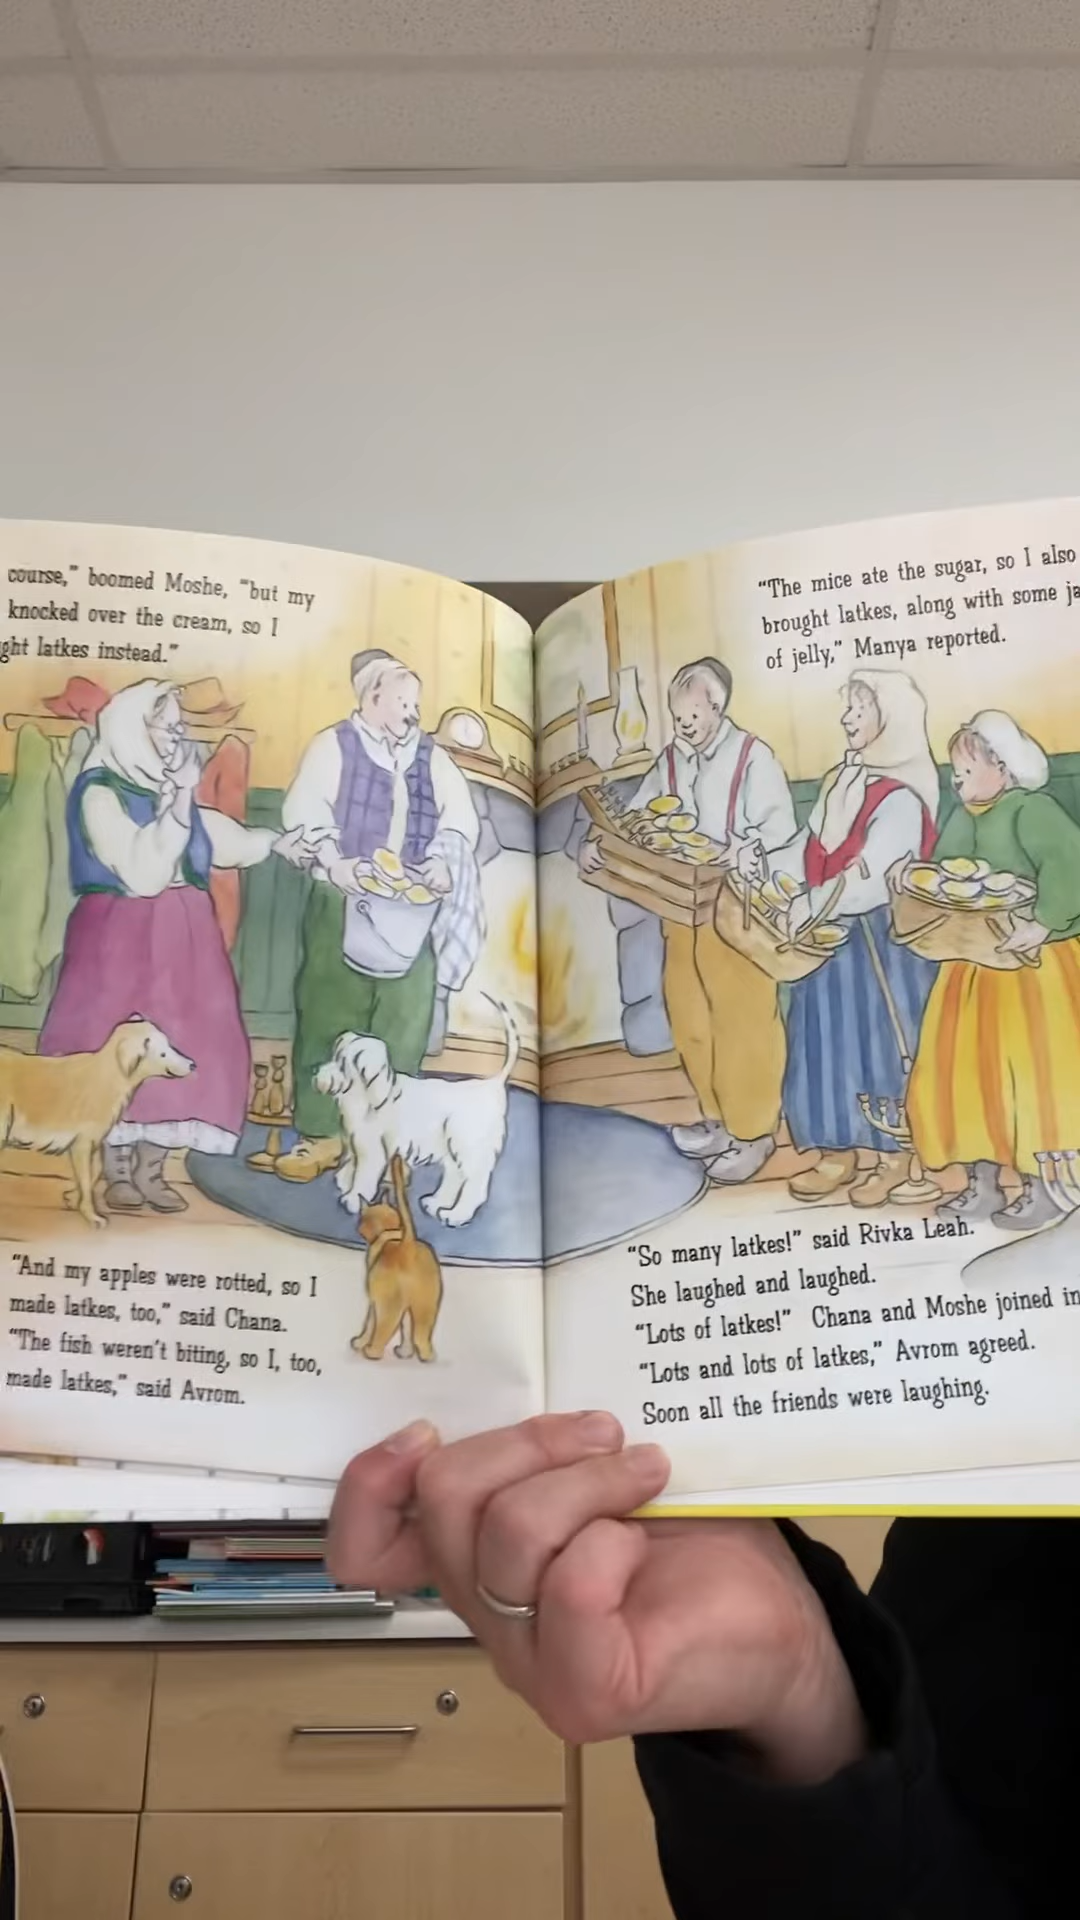 course," boomed Moshe, "but my
knocked over the cream, so I
ght latkes instead."
"And my apples were rotted, so I
made latkes, too," said Chana.
"The fish weren't biting, so I, too,
made latkes," said Avrom.
"The mice ate the sugar, so I also
brought latkes, along with some ja
of jelly," Manya reported.
"So many latkes!" said Rivka Leah.
She laughed and laughed.
"Lots of latkes!" Chana and Moshe joined in
"Lots and lots of latkes," Avrom agreed.
Soon all the friends were laughing.